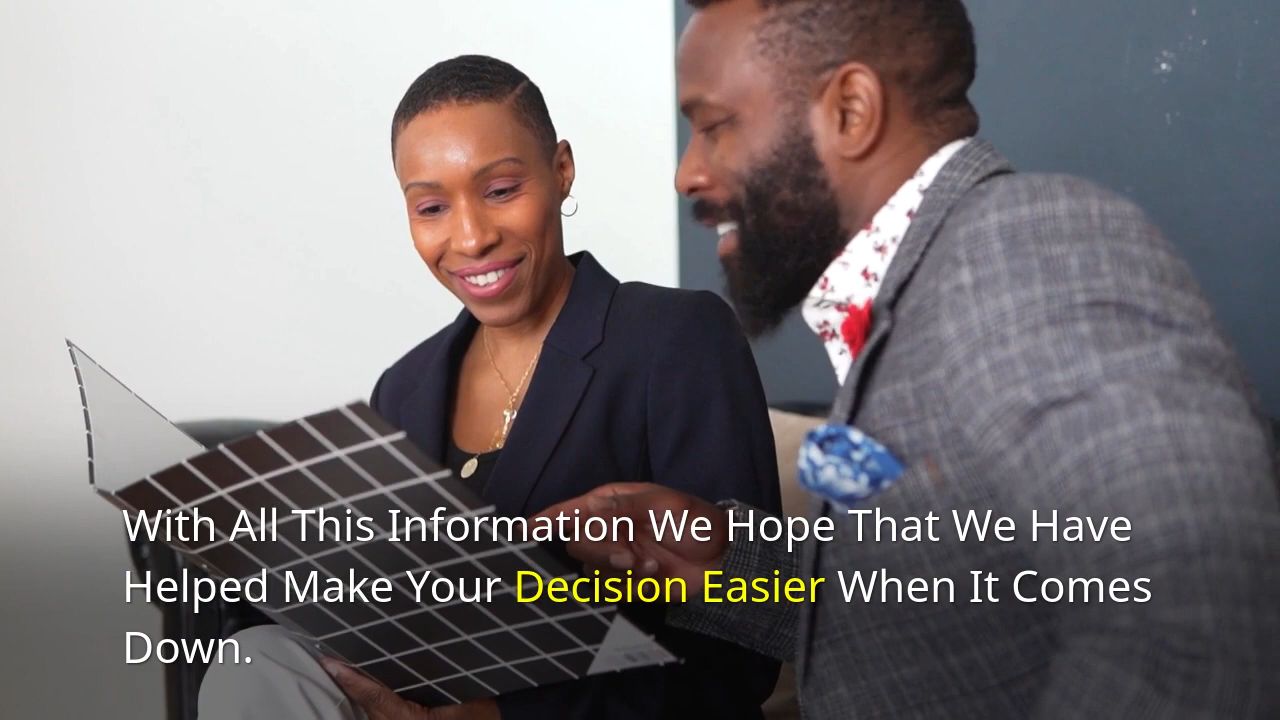 With All This Information We Hope That We Have
Helped Make Your Decision Easier When It Comes
Down.